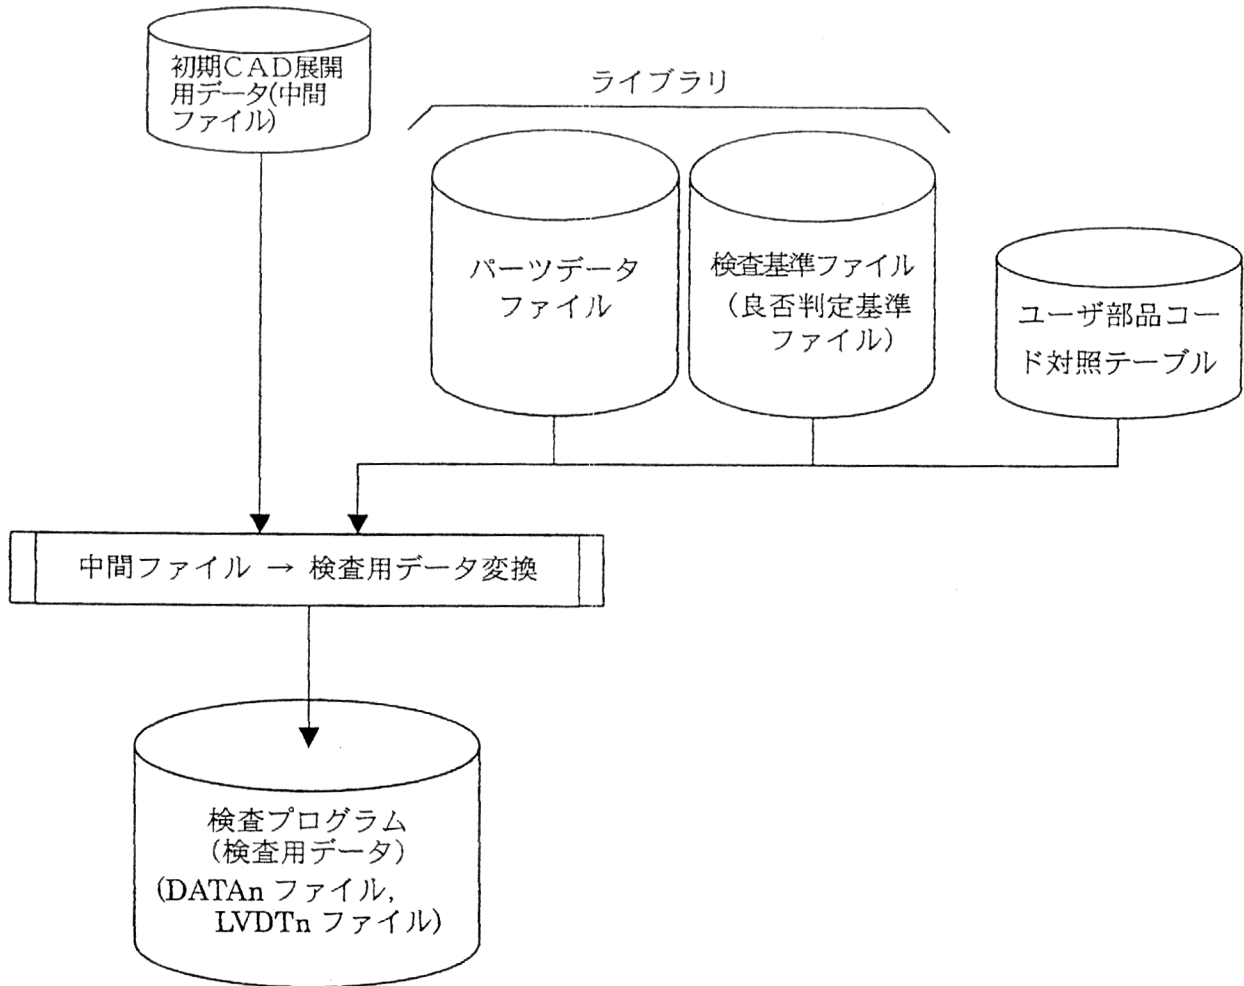 初期ＣＡＤ展開
用データ(中間
ファイル)
ライブラリ
パーツデータ
ファイル
検査基準ファイル
（良否判定基準
ファイル）
ユーザ部品コー
ド対照テーブル
中間ファイル → 検査用データ変換
検査プログラム
（検査用データ）
(DATAn ファイル,
LVDTn ファイル)